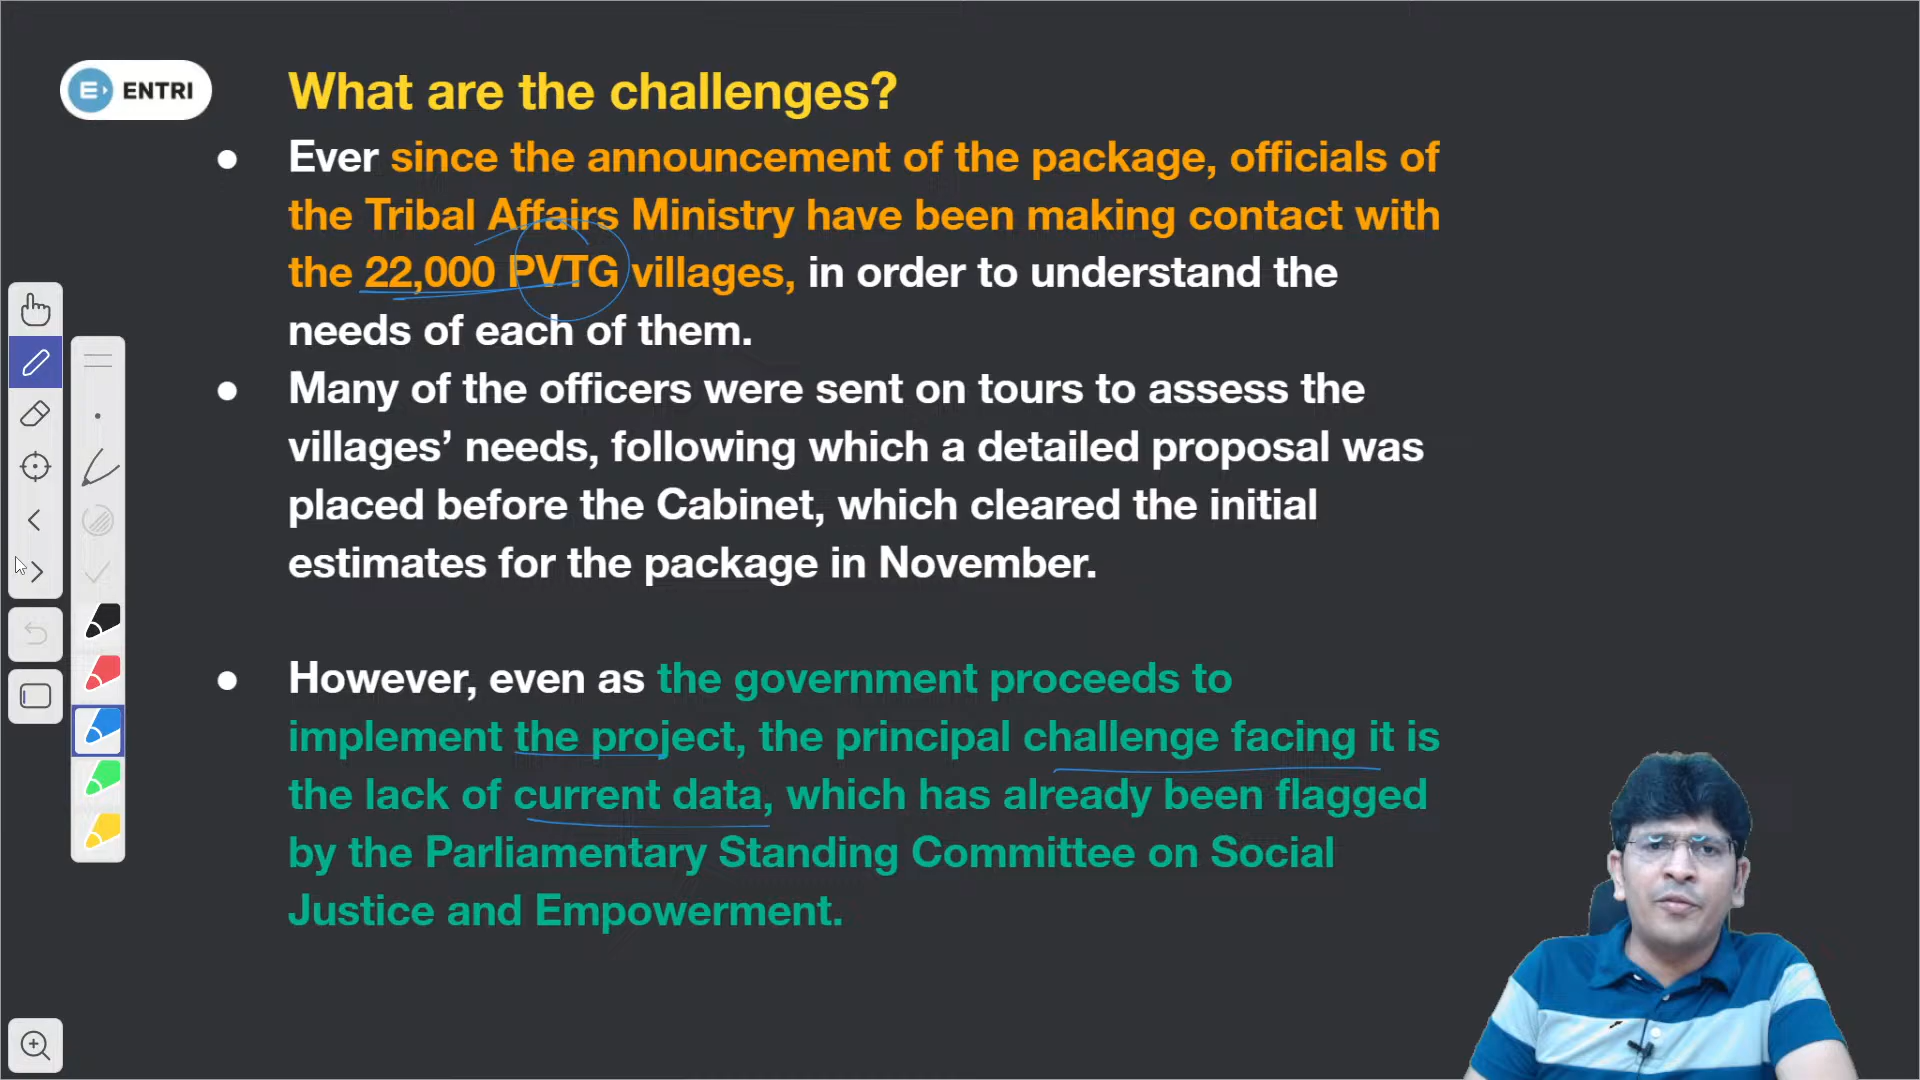 ENTRI
What are the challenges?
● Ever since the announcement of the package, officials of
the Tribal Affairs Ministry have been making contact with
the 22,000 PVTG villages, in order to understand the
needs of each of them.
● Many of the officers were sent on tours to assess the
villages’ needs, following which a detailed proposal was
placed before the Cabinet, which cleared the initial
estimates for the package in November.
● However, even as the government proceeds to
implement the project, the principal challenge facing it is
the lack of current data, which has already been flagged
by the Parliamentary Standing Committee on Social
Justice and Empowerment.